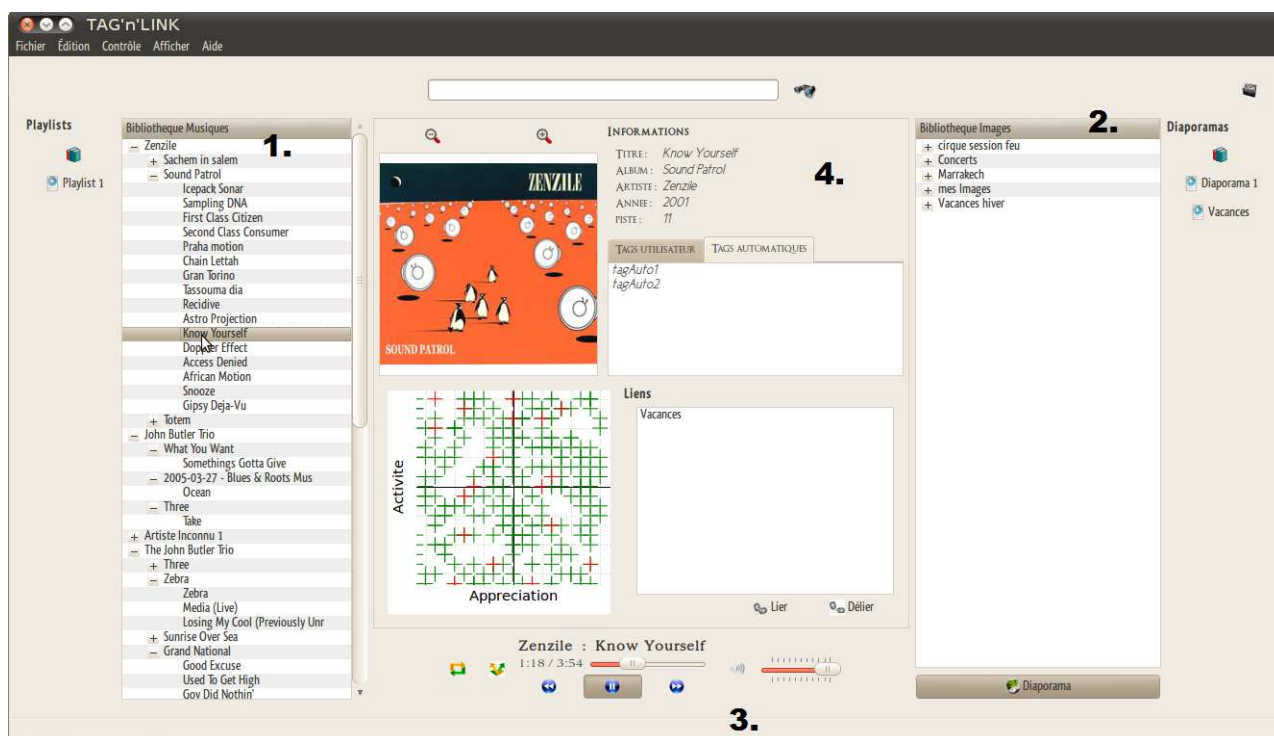 TAG'n'LINK
Fichier Édition Contrôle Afficher Aide
Playlists
Playlist 1
Bibliotheque Musiques
1.
Zenzile
Sachem in salem
Sound Patrol
Icepack Sonar
Sampling DNA
First Class Citizen
Second Class Consumer
Praha motion
Chain Lettah
Gran Torino
Tassouma dia
Recidive
Astro Projection
Know Yourself
Doppler Effect
Access Denied
African Motion
Snooze
Gipsy Deja-Vu
Totem
John Butler Trio
What You Want
Somethings Gotta Give
2005-03-27 - Blues & Roots Mus
Ocean
Three
Take
Artiste Inconnu 1
The John Butler Trio
Three
Zebra
Zebra
Media (Live)
Losing My Cool (Previously Unr
Sunrise Over Sea
Grand National
Good Excuse
Used To Get High
Gov Did Nothin'
ZENZILE
SOUND PATROL
INFORMATIONS
TITRE : Know Yourself
ALBUM : Sound Patrol
ARTISTE : Zenzile
ANNEE : 2001
PISTE : 11
4.
TAGS UTILISATEUR TAGS AUTOMATIQUES
tagAuto1
tagAuto2
Activite
Appreciation
Liens
Vacances
Lier Délier
Zenzile : Know Yourself
1:18 / 3:54
3.
Bibliotheque Images
2.
cirque session feu
Concerts
Marrakech
mes Images
Vacances hiver
Diaporama
Diaporamas
Diaporama 1
Vacances